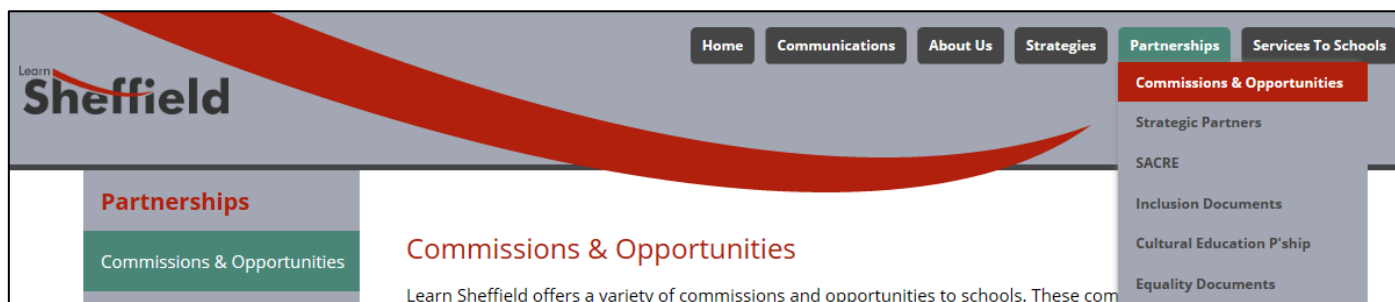 Home Communications About Us Strategies Partnerships Services To Schools
Learn
Sheffield
Commissions & Opportunities
Strategic Partners
SACRE
Inclusion Documents
Cultural Education P'ship
Equality Documents
Partnerships
Commissions & Opportunities
Commissions & Opportunities
Learn Sheffield offers a variety of commissions and opportunities to schools. These com